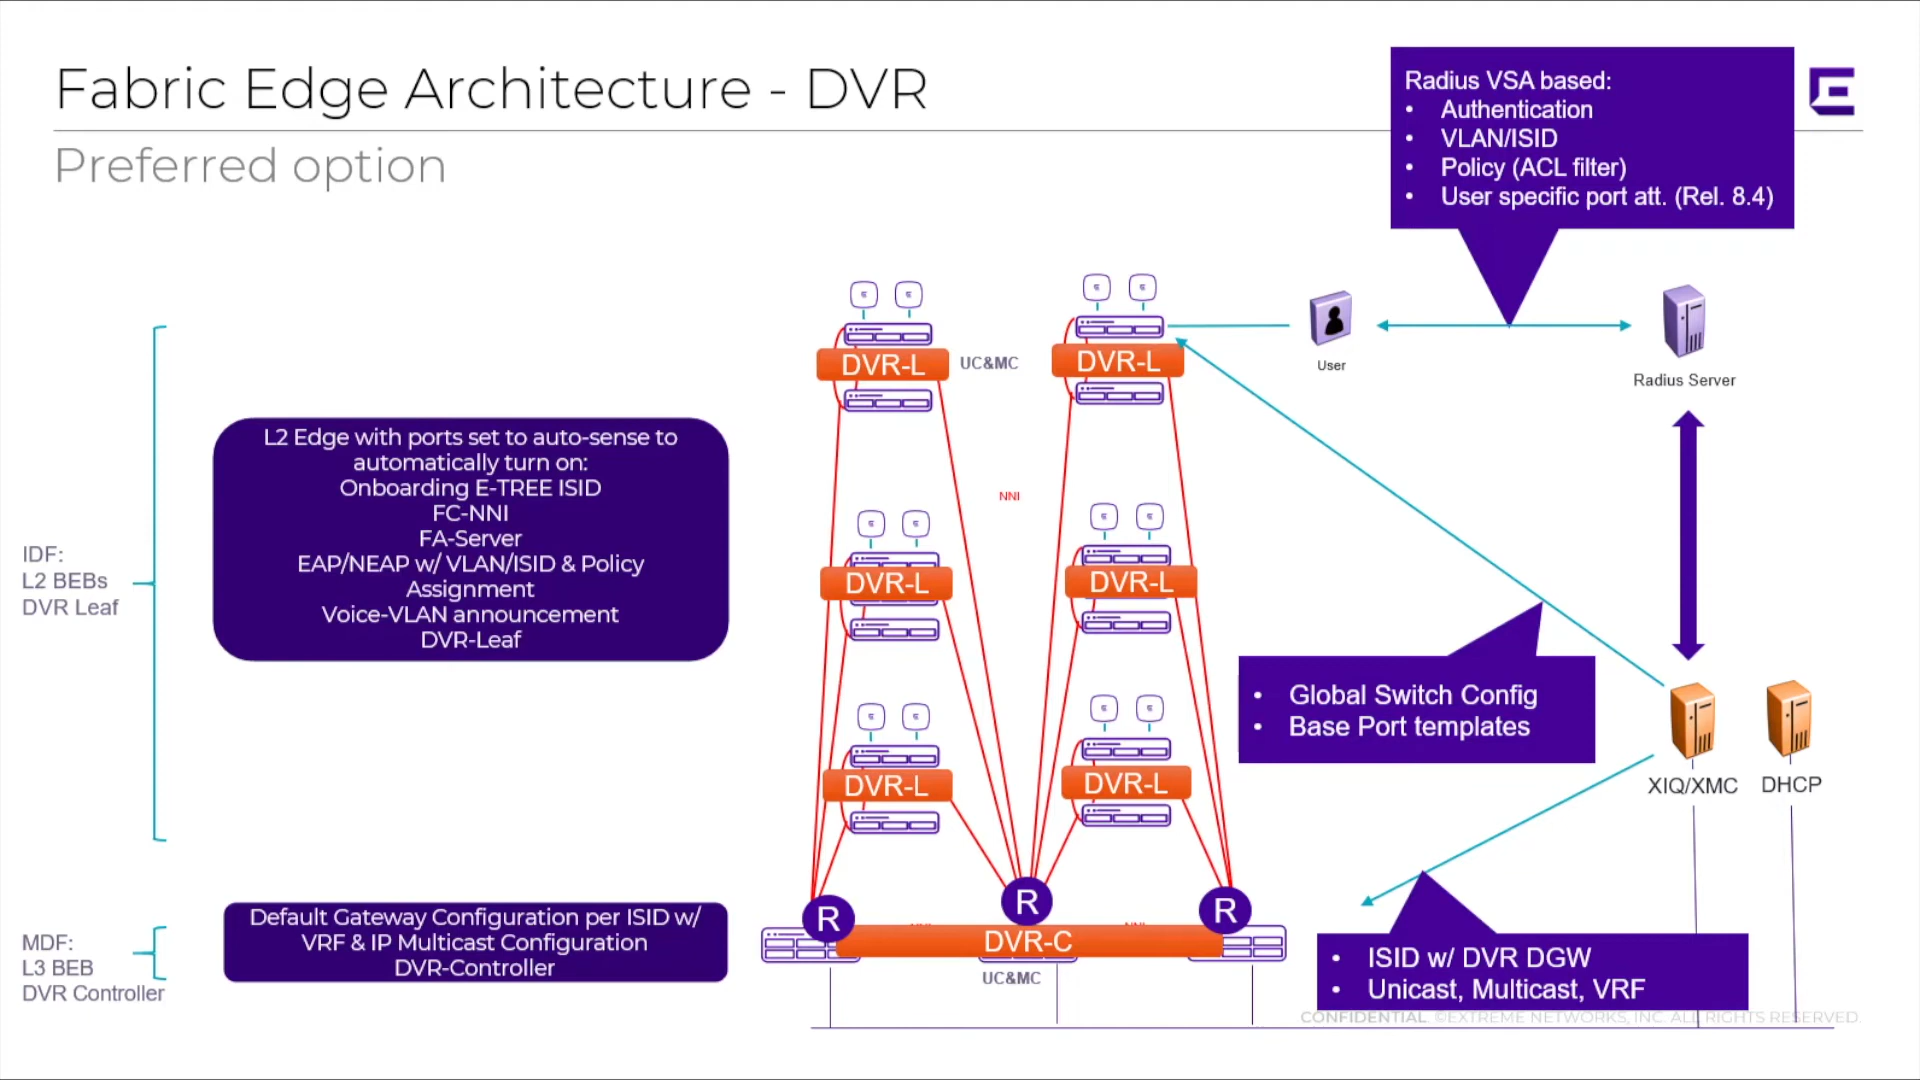 Fabric Edge Architecture - DVR
Preferred option
Radius VSA based:
• Authentication
• VLAN/ISID
• Policy (ACL filter)
• User specific port att. (Rel. 8.4)
DVR-L
UC&MC
DVR-L
User
Radius Server
L2 Edge with ports set to auto-sense to
automatically turn on:
Onboarding E-TREE ISID
FC-NNI
FA-Server
EAP/NEAP w/ VLAN/ISID & Policy
Assignment
Voice-VLAN announcement
DVR-Leaf
NNI
IDF:
L2 BEBs
DVR Leaf
DVR-L
DVR-L
• Global Switch Config
• Base Port templates
DVR-L
DVR-L
XIQ/XMC
DHCP
R
R
R
MDF:
L3 BEB
DVR Controller
Default Gateway Configuration per ISID w/
VRF & IP Multicast Configuration
DVR-Controller
DVR-C
UC&MC
• ISID w/ DVR DGW
• Unicast, Multicast, VRF
CONFIDENTIAL. ©EXTREME NETWORKS, INC. ALL RIGHTS RESERVED.